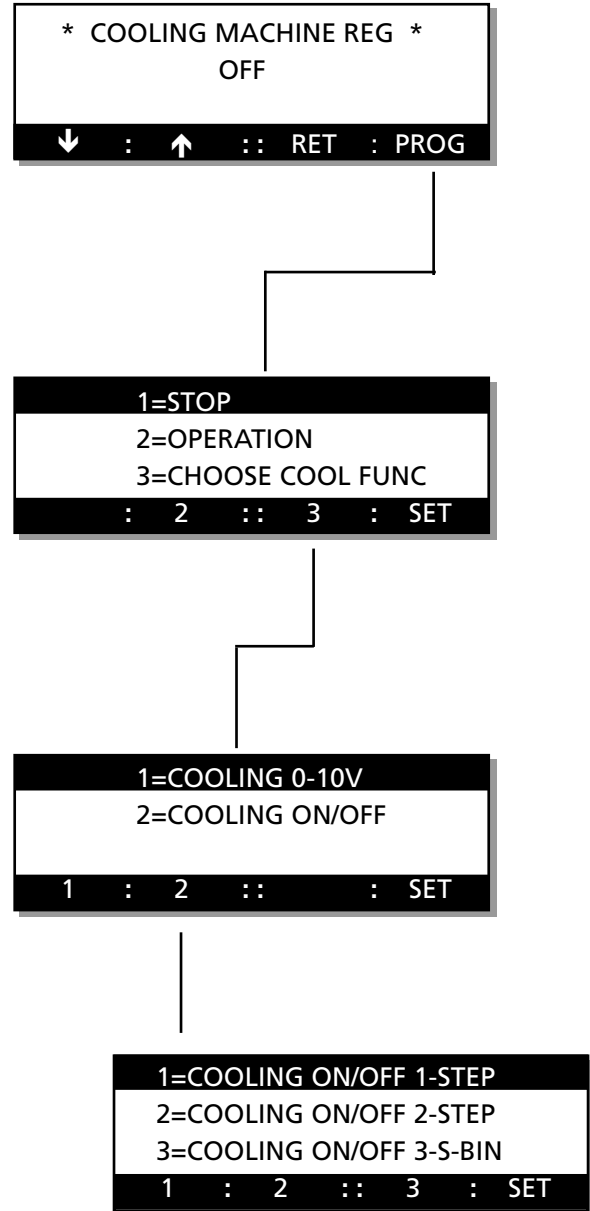 * COOLING MACHINE REG *
OFF
↓ : ↑ :: RET : PROG
1=STOP
2=OPERATION
3=CHOOSE COOL FUNC
: 2 :: 3 : SET
1=COOLING 0-10V
2=COOLING ON/OFF
1 : 2 :: : SET
1=COOLING ON/OFF 1-STEP
2=COOLING ON/OFF 2-STEP
3=COOLING ON/OFF 3-S-BIN
1 : 2 :: 3 : SET